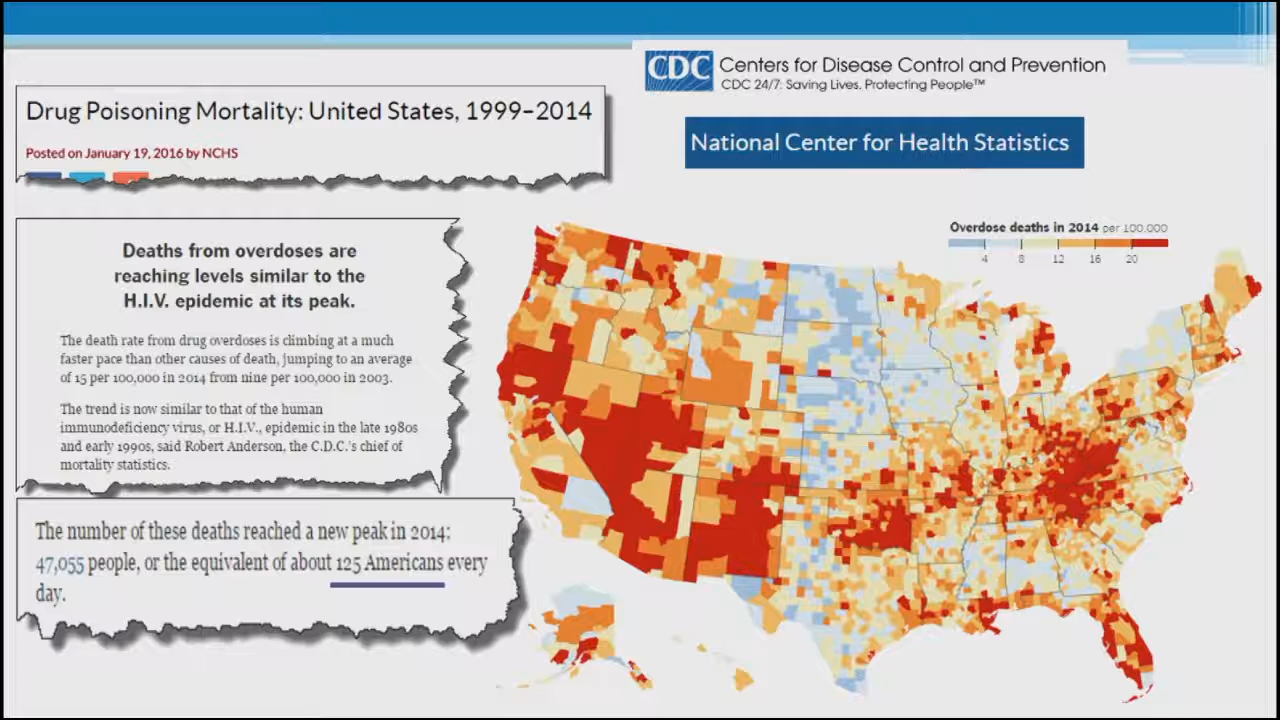 CDC Centers for Disease Control and Prevention
CDC 24/7: Saving Lives. Protecting People™
Drug Poisoning Mortality: United States, 1999–2014
Posted on January 19, 2016 by NCHS
National Center for Health Statistics
Deaths from overdoses are
reaching levels similar to the
H.I.V. epidemic at its peak.
The death rate from drug overdoses is climbing at a much
faster pace than other causes of death, jumping to an average
of 15 per 100,000 in 2014 from nine per 100,000 in 2003.
The trend is now similar to that of the human
immunodeficiency virus, or H.I.V., epidemic in the late 1980s
and early 1990s, said Robert Anderson, the C.D.C.'s chief of
mortality statistics.
The number of these deaths reached a new peak in 2014:
47,055 people, or the equivalent of about 125 Americans every
day.
Overdose deaths in 2014 per 100,000
4 8 12 16 20